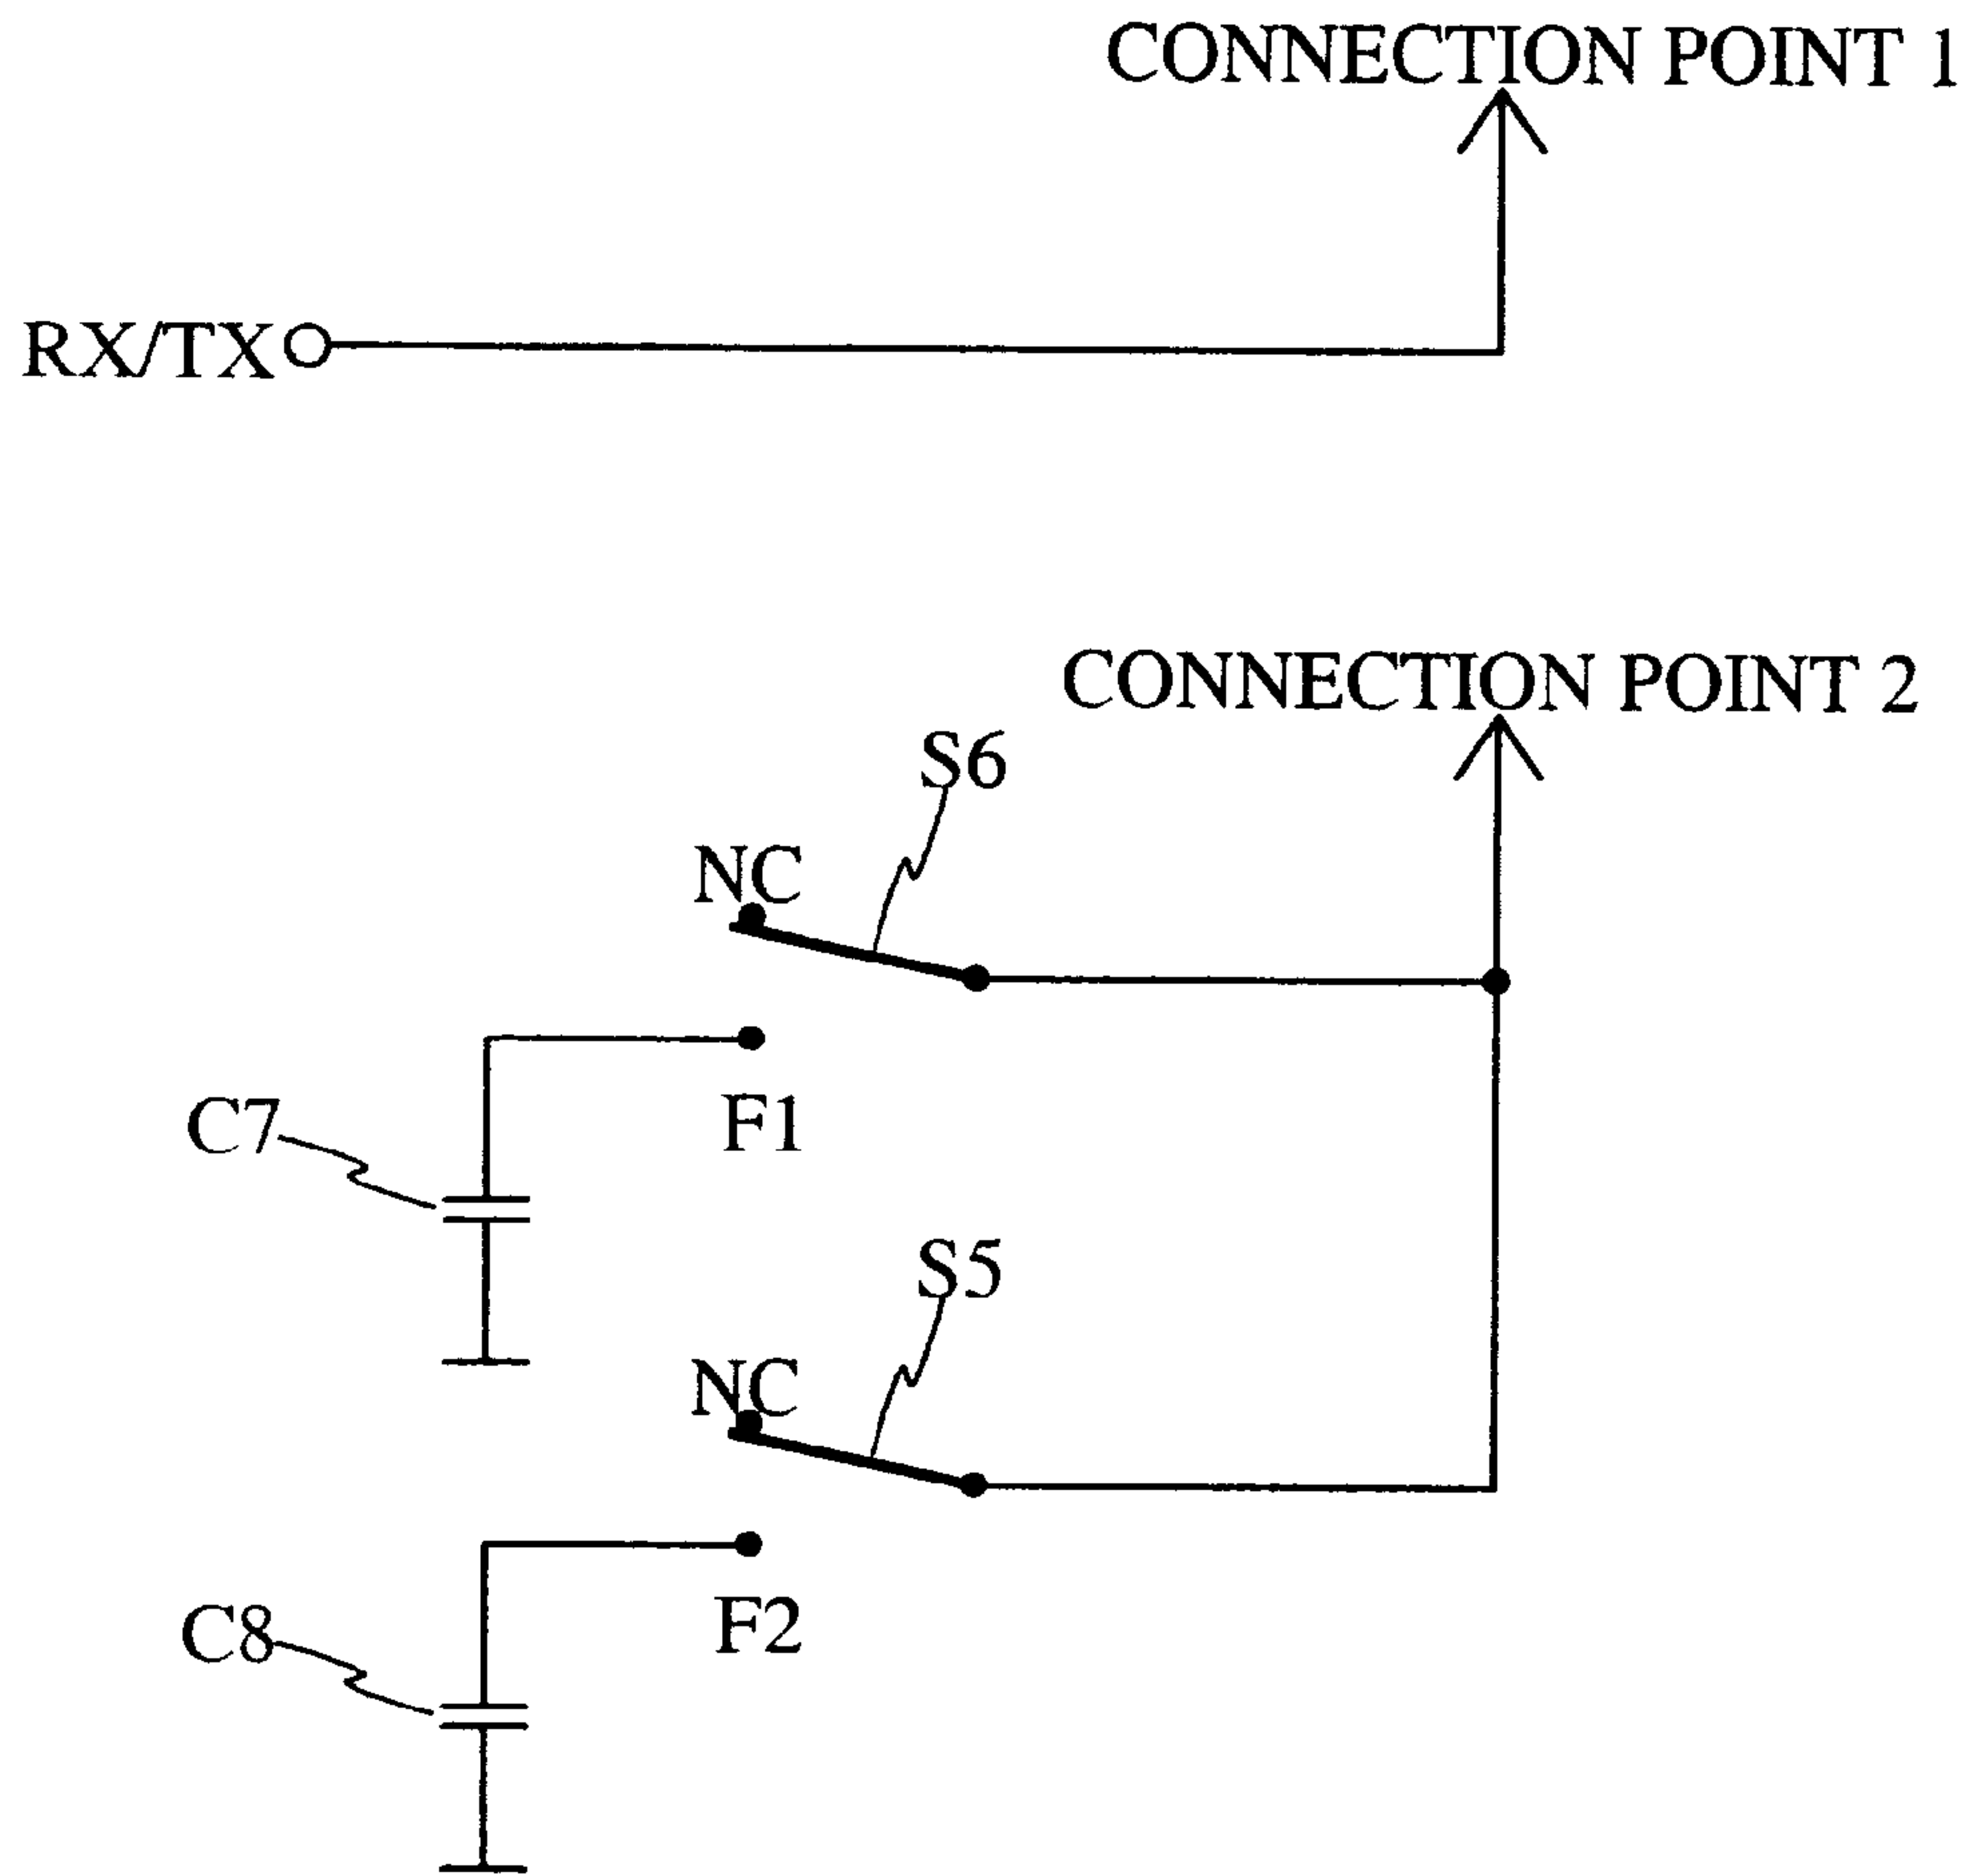 CONNECTION POINT 1
RX/TX
CONNECTION POINT 2
S6
NC
C7
F1
S5
NC
C8
F2